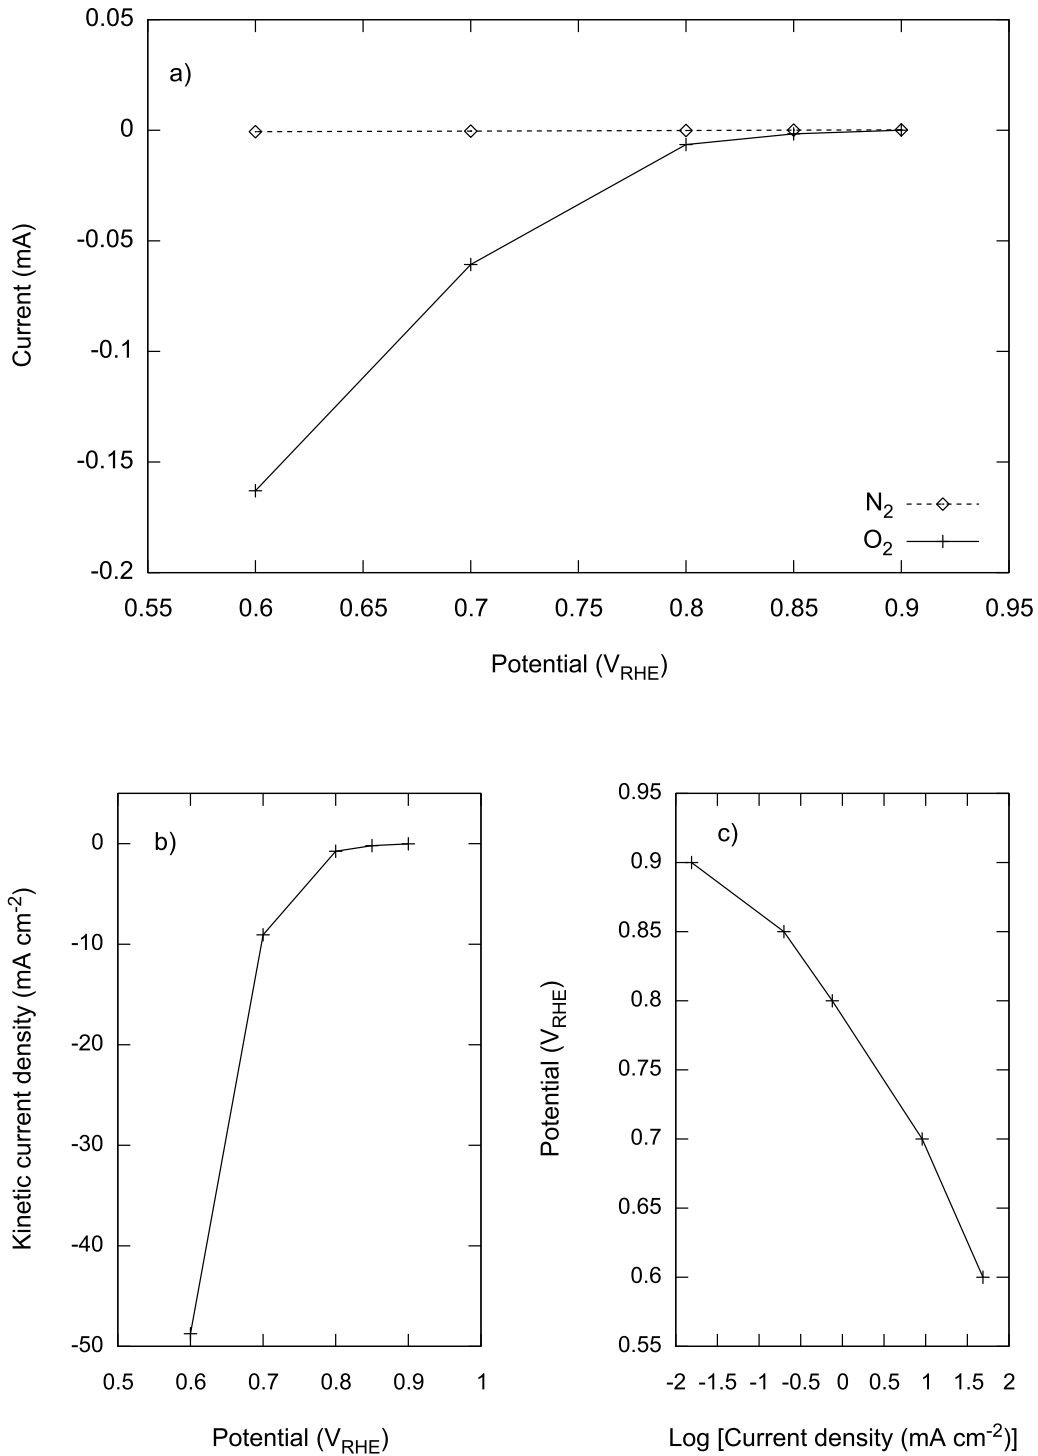 0.05
a)
0
-0.05
-0.1
-0.15
-0.2
Current (mA)
N2
O2
0.55 0.6 0.65 0.7 0.75 0.8 0.85 0.9 0.95
Potential (VRHE)
b)
0
-10
-20
-30
-40
-50
Kinetic current density (mA cm-2)
0.5 0.6 0.7 0.8 0.9 1
Potential (VRHE)
c)
0.95
0.9
0.85
0.8
0.75
0.7
0.65
0.6
0.55
Potential (VRHE)
-2 -1.5 -1 -0.5 0 0.5 1 1.5 2
Log [Current density (mA cm-2)]